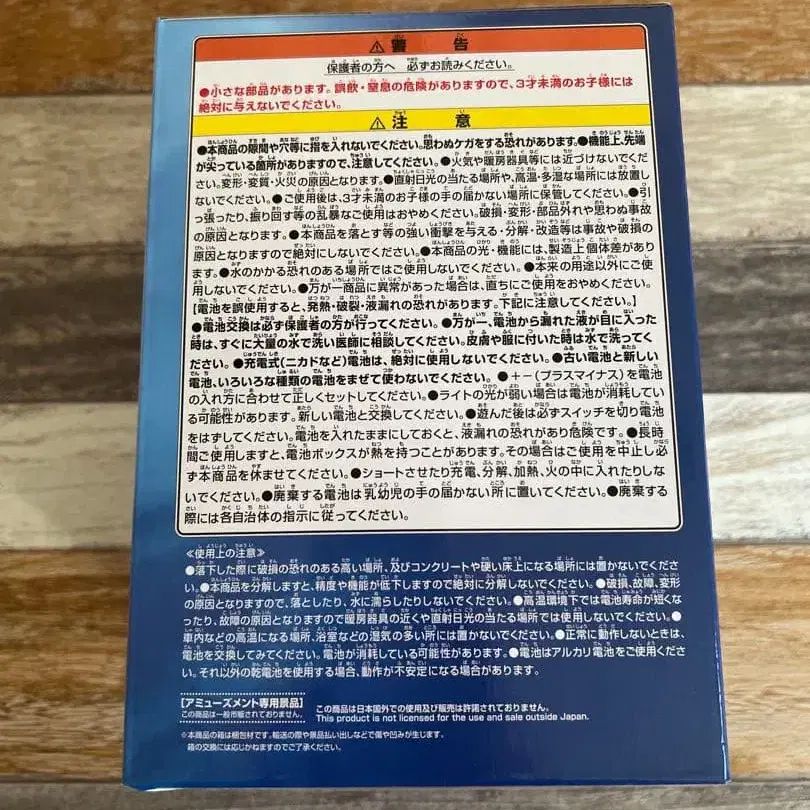 ⚠警告
保護者の方へ 必ずお読みください。
●小さな部品があります。誤飲・窒息の危険がありますので、3才未満のお子様には
絶対に与えないでください。
⚠注意
●本商品の隙間や穴等に指を入れないでください。思わぬケガをする恐れがあります。●機能上、先端
が尖っている箇所がありますので、注意してください。●火気や暖房器具等には近づけないでくだ
さい。変形・変質・火災の原因となります。●直射日光の当たる場所や、高温・多湿な場所には放置し
ないでください。●ご使用後は、3才未満のお子様の手の届かない場所に保管してください。●引
っ張ったり、振り回す等の乱暴なご使用はおやめください。破損・変形・部品外れや思わぬ事故
の原因となります。●本商品を落とす等の強い衝撃を与える・分解・改造等は事故や破損の
原因となりますので絶対にしないでください。●本商品の光・機能には、製造上個体差があり
ます。●水のかかる恐れのある場所ではご使用しないでください。●本来の用途以外にご使
用しないでください。●万が一商品に異常があった場合は、直ちにご使用をおやめください。
【電池を誤使用すると、発熱・破裂・液漏れの恐れがあります。下記に注意してください。】
●電池交換は必ず保護者の方が行ってください。●万が一、電池から漏れた液が目に入った
時は、すぐに大量の水で洗い医師に相談してください。皮膚や服に付いた時は水で洗ってく
ださい。●充電式(ニカドなど)電池は、絶対に使用しないでください。●古い電池と新しい
電池、いろいろな種類の電池をまぜて使わないでください。●+−(プラスマイナス)を電池
の入れ方に合わせて正しくセットしてください。●ライトの光が弱い場合は電池が消耗してい
る可能性があります。新しい電池と交換してください。●遊んだ後は必ずスイッチを切り電池
をはずしてください。電池を入れたままにしておくと、液漏れの恐れがあり危険です。●長時
間ご使用しますと、電池ボックスが熱を持つことがあります。その場合はご使用を中止し必
ず本商品を休ませてください。●ショートさせたり充電、分解、加熱、火の中に入れたりしな
いでください。●廃棄する電池は乳幼児の手の届かない所に置いてください。●廃棄する
際には各自治体の指示に従ってください。
≪使用上の注意≫
●落下した際に破損の恐れのある高い場所、及びコンクリートや硬い床上になる場所には置かないでくださ
い。●本商品を分解しますと、精度や機能が低下しますので絶対に分解しないでください。●破損、故障、変形
の原因となりますので、落としたり、水に濡らしたりしないでください。●高温環境下では電池寿命が短くな
ったり、故障の原因となりますので暖房器具の近くや直射日光の当たる場所では使用しないでください。●
車内などの高温になる場所、浴室などの湿気の多い所には置かないでください。●正常に動作しないときは、
電池を交換してみてください。電池が消耗している可能性があります。●電池はアルカリ電池をご使用くだ
さい。それ以外の乾電池を使用する場合、動作が不安定になる場合があります。
【アミューズメント専用景品】
この商品は一般市販されておりません。
この商品は日本国外での使用及び販売は許諾されておりません。
This product is not licensed for the use and sale outside Japan.
※本商品の箱は梱包材です。輸送の際や景品払い出しなどで傷や凹みが生じます。
箱の交換には応じかねますのでご了承ください。